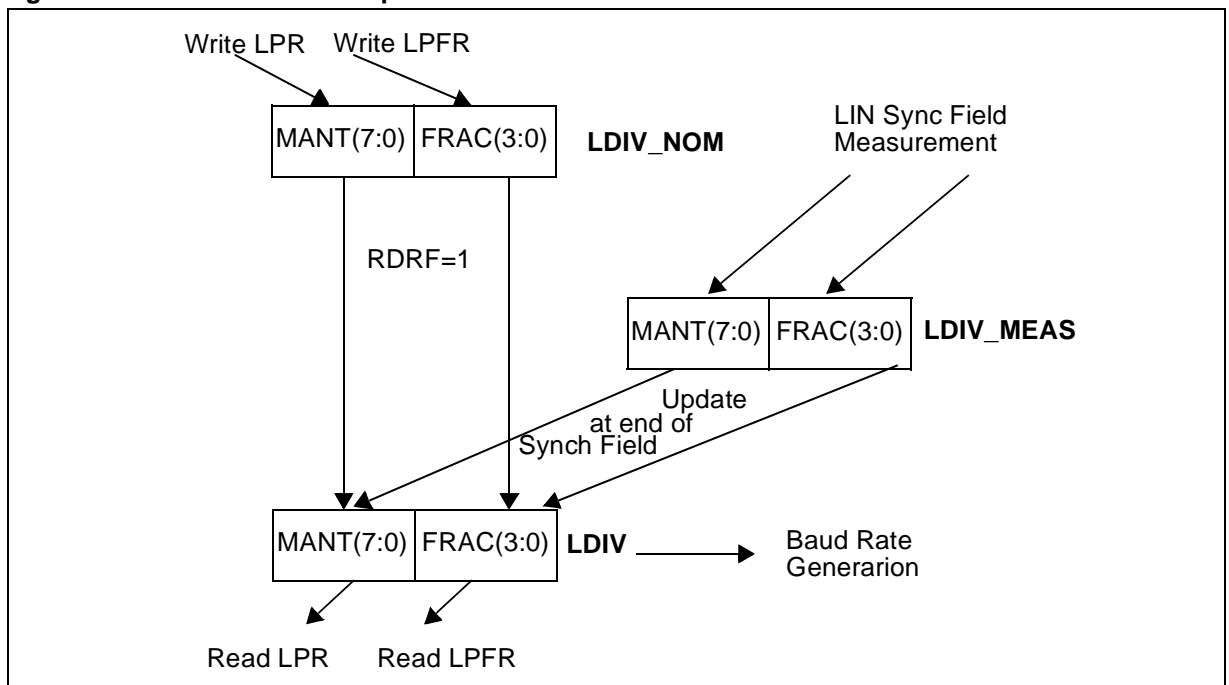 Write LPR Write LPFR
MANT(7:0) FRAC(3:0) LDIV_NOM
LIN Sync Field
Measurement
RDRF=1
MANT(7:0) FRAC(3:0) LDIV_MEAS
Update
at end of
Synch Field
MANT(7:0) FRAC(3:0) LDIV
Baud Rate
Generarion
Read LPR Read LPFR